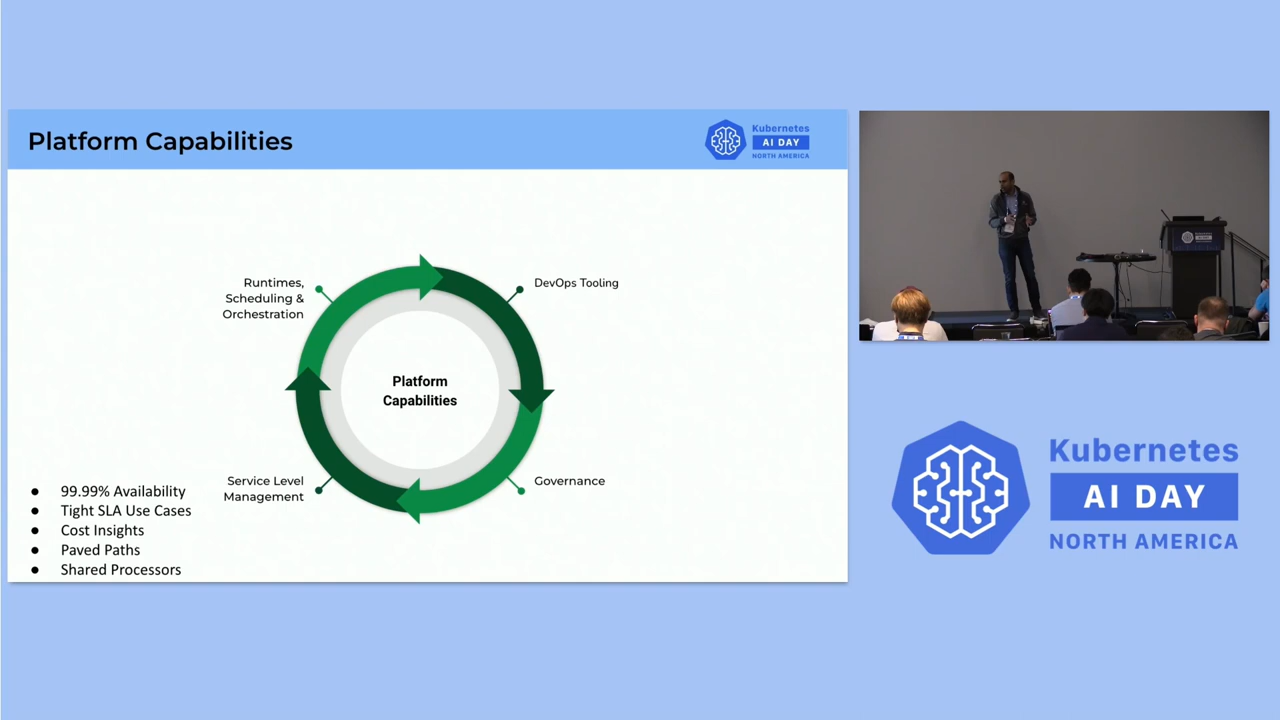 Platform Capabilities
Kubernetes
AI DAY
NORTH AMERICA
Runtimes,
Scheduling &
Orchestration
DevOps Tooling
Platform
Capabilities
Service Level
Management
Governance
● 99.99% Availability
● Tight SLA Use Cases
● Cost Insights
● Paved Paths
● Shared Processors
Kubernetes
AI DAY
NORTH AMERICA